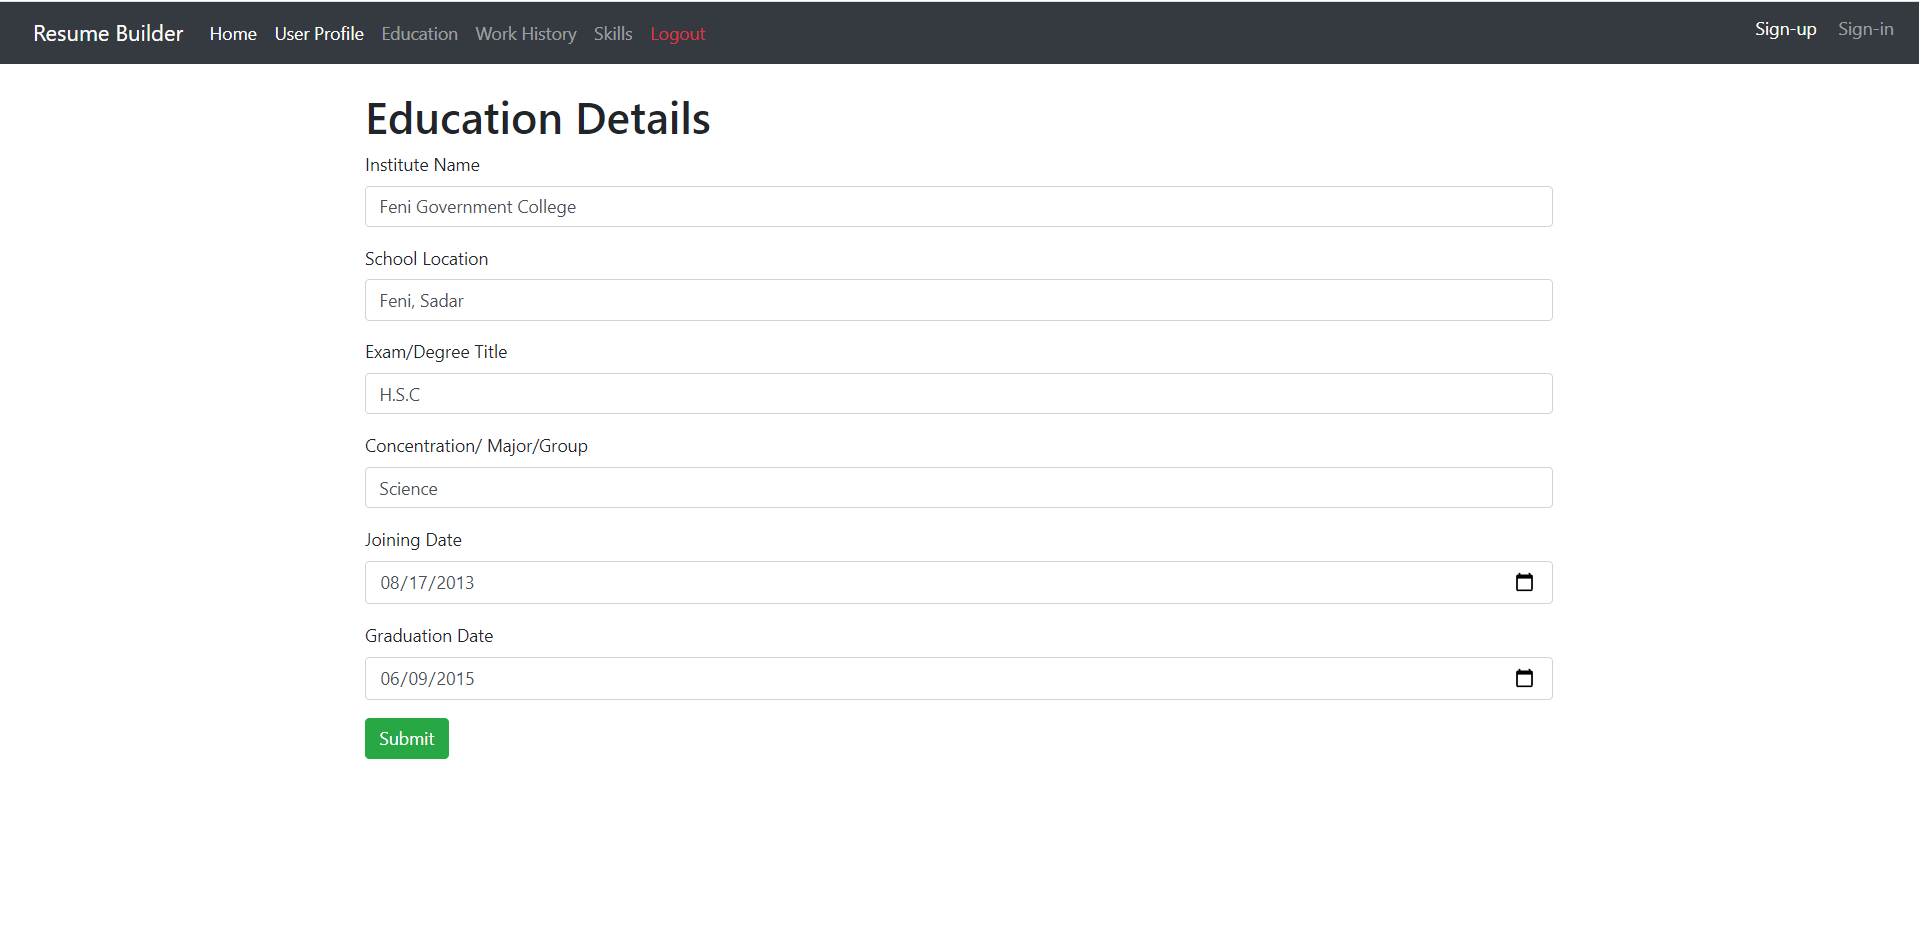 Resume Builder Home User Profile Education Work History Skills Logout Sign-up Sign-in
Education Details
Institute Name
Feni Government College
School Location
Feni, Sadar
Exam/Degree Title
H.S.C
Concentration/ Major/Group
Science
Joining Date
08/17/2013
Graduation Date
06/09/2015
Submit